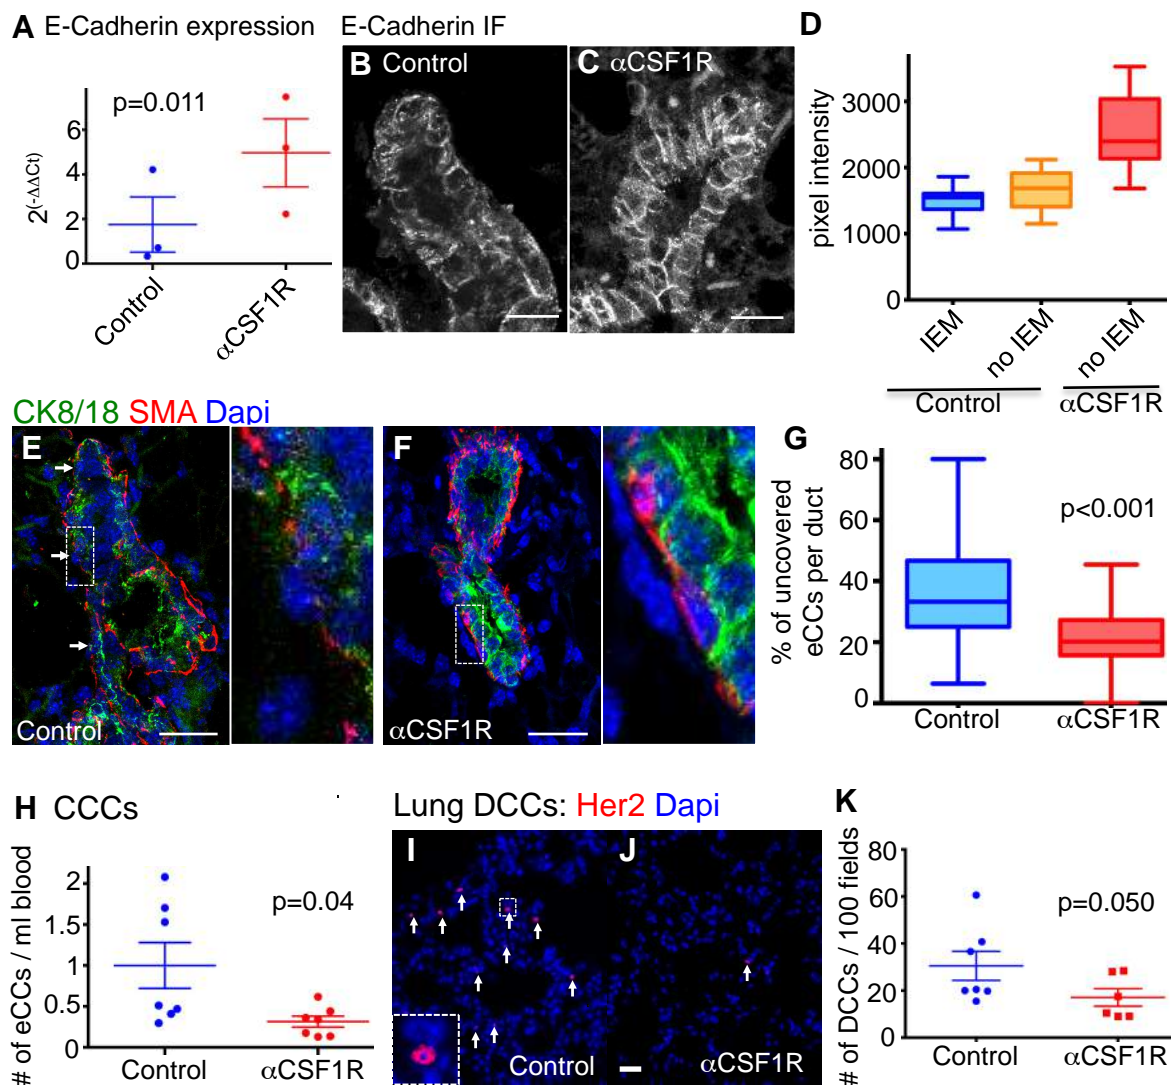 A E-Cadherin expression
E-Cadherin IF
p=0.011
2(-ΔΔCt)
6
4
2
0
Control
αCSF1R
B Control
C αCSF1R
D
pixel intensity
3000
2000
1000
0
IEM
no IEM
no IEM
Control
αCSF1R
CK8/18 SMA Dapi
E
Control
F
αCSF1R
G
% of uncovered
eCCs per duct
80
60
40
20
0
p<0.001
Control
αCSF1R
H CCCs
# of eCCs / ml blood
2
1.5
1
0.5
0
p=0.04
Control
αCSF1R
Lung DCCs: Her2 Dapi
I
Control
J
αCSF1R
K
# of DCCs / 100 fields
80
60
40
20
0
p=0.050
Control
αCSF1R